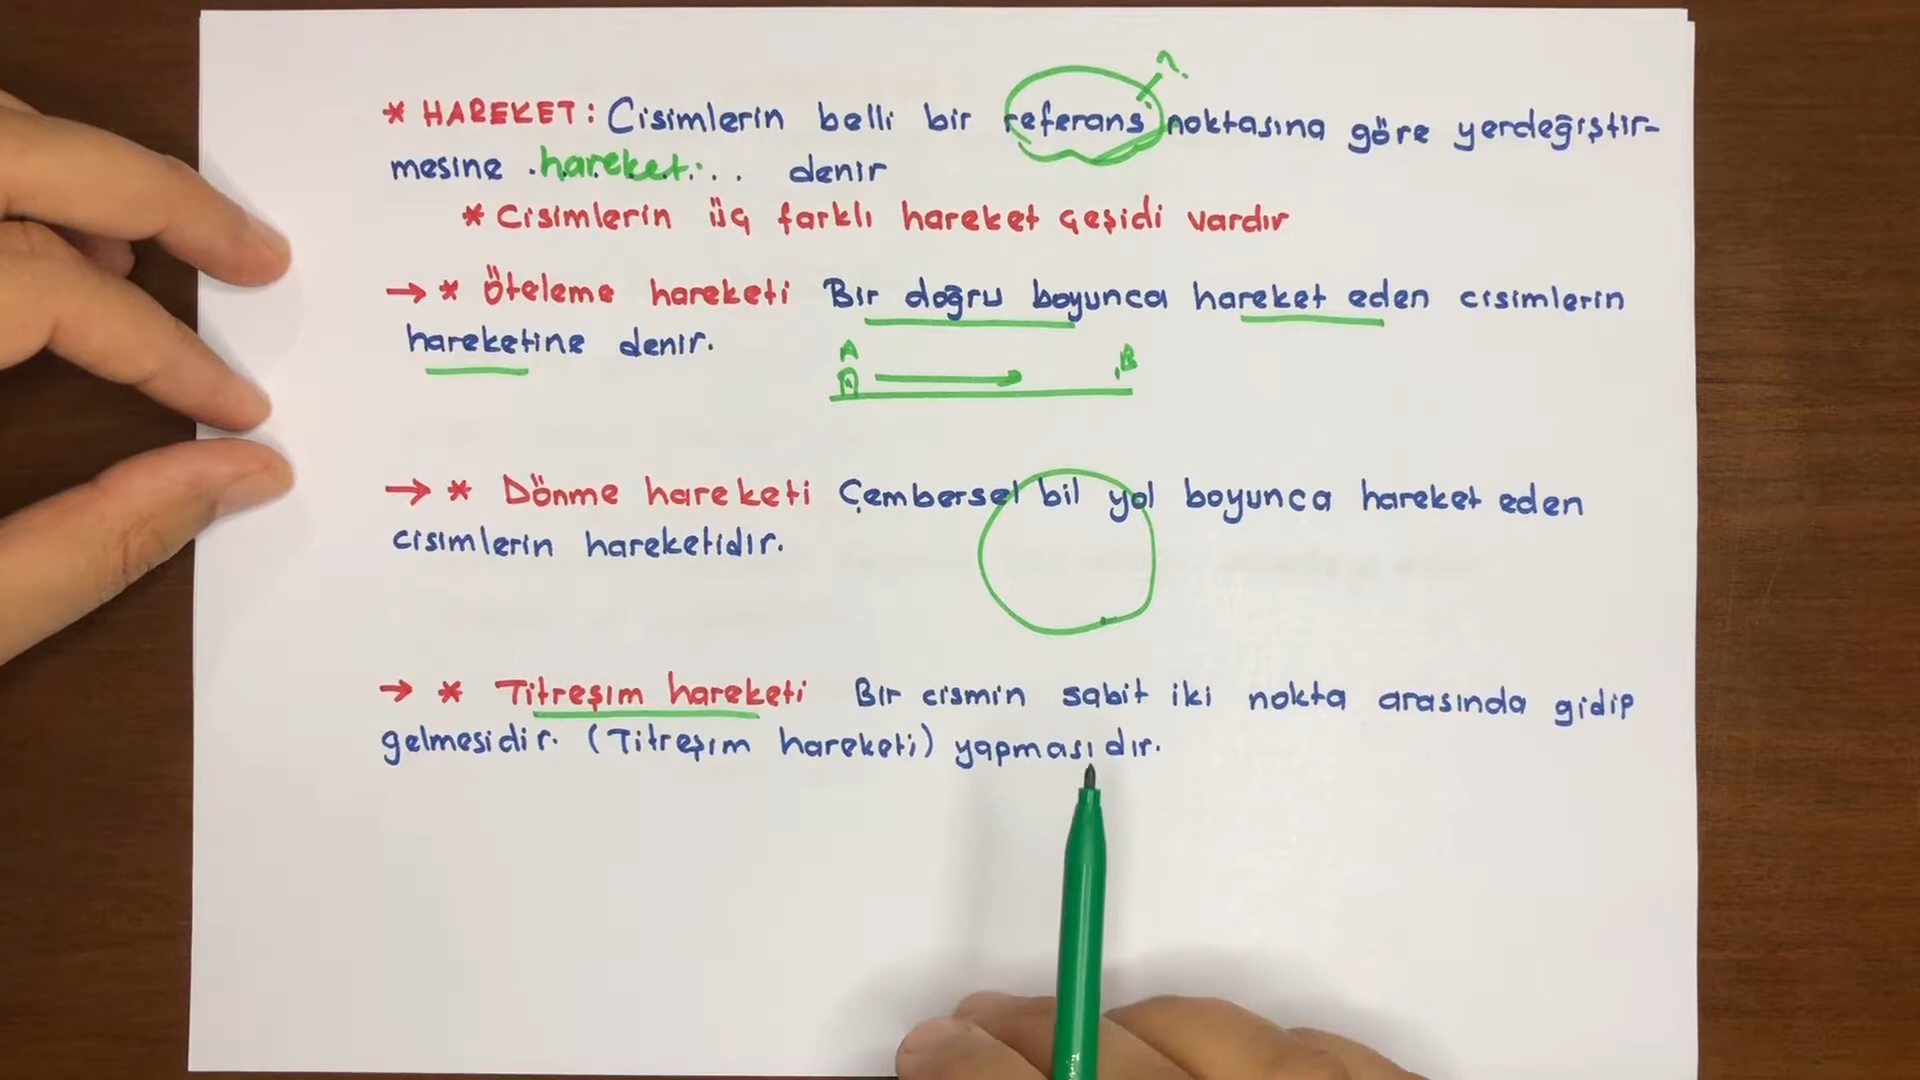 * HAREKET: Cisimlerin belli bir referans noktasına göre yerdeğiştir-
mesine .hareket... denir
* Cisimlerin üç farklı hareket çeşidi vardır
→ * Öteleme hareketi Bir doğru boyunca hareket eden cisimlerin
hareketine denir.
A B
→ * Dönme hareketi Çembersel bil yol boyunca hareket eden
cisimlerin hareketidir.
→ * Titreşim hareketi Bir cismin sabit iki nokta arasında gidip
gelmesidir. (Titreşim hareketi) yapmasıdır.